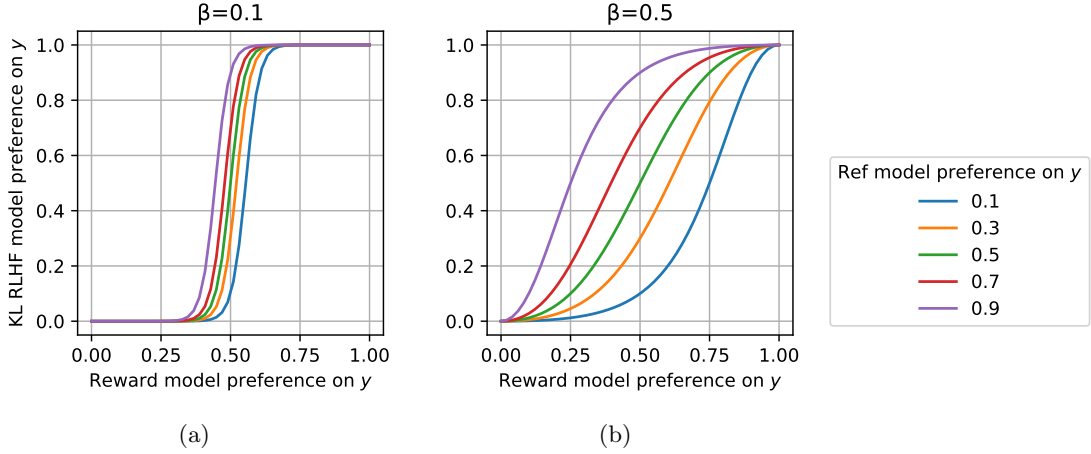 β=0.1
KL RLHF model preference on y
1.0
0.8
0.6
0.4
0.2
0.0
0.00 0.25 0.50 0.75 1.00
Reward model preference on y
(a)
β=0.5
1.0
0.8
0.6
0.4
0.2
0.0
0.00 0.25 0.50 0.75 1.00
Reward model preference on y
(b)
Ref model preference on y
0.1
0.3
0.5
0.7
0.9